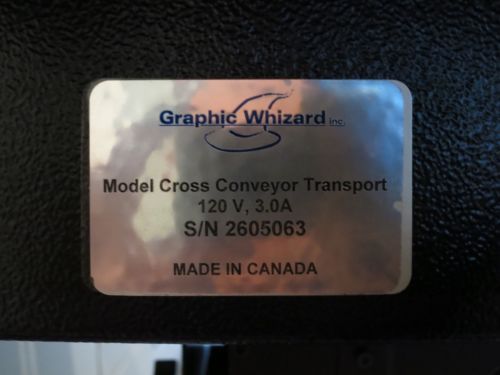 Graphic Whizard Inc.
Model Cross Conveyor Transport
120 V, 3.0A
S/N 2605063
MADE IN CANADA